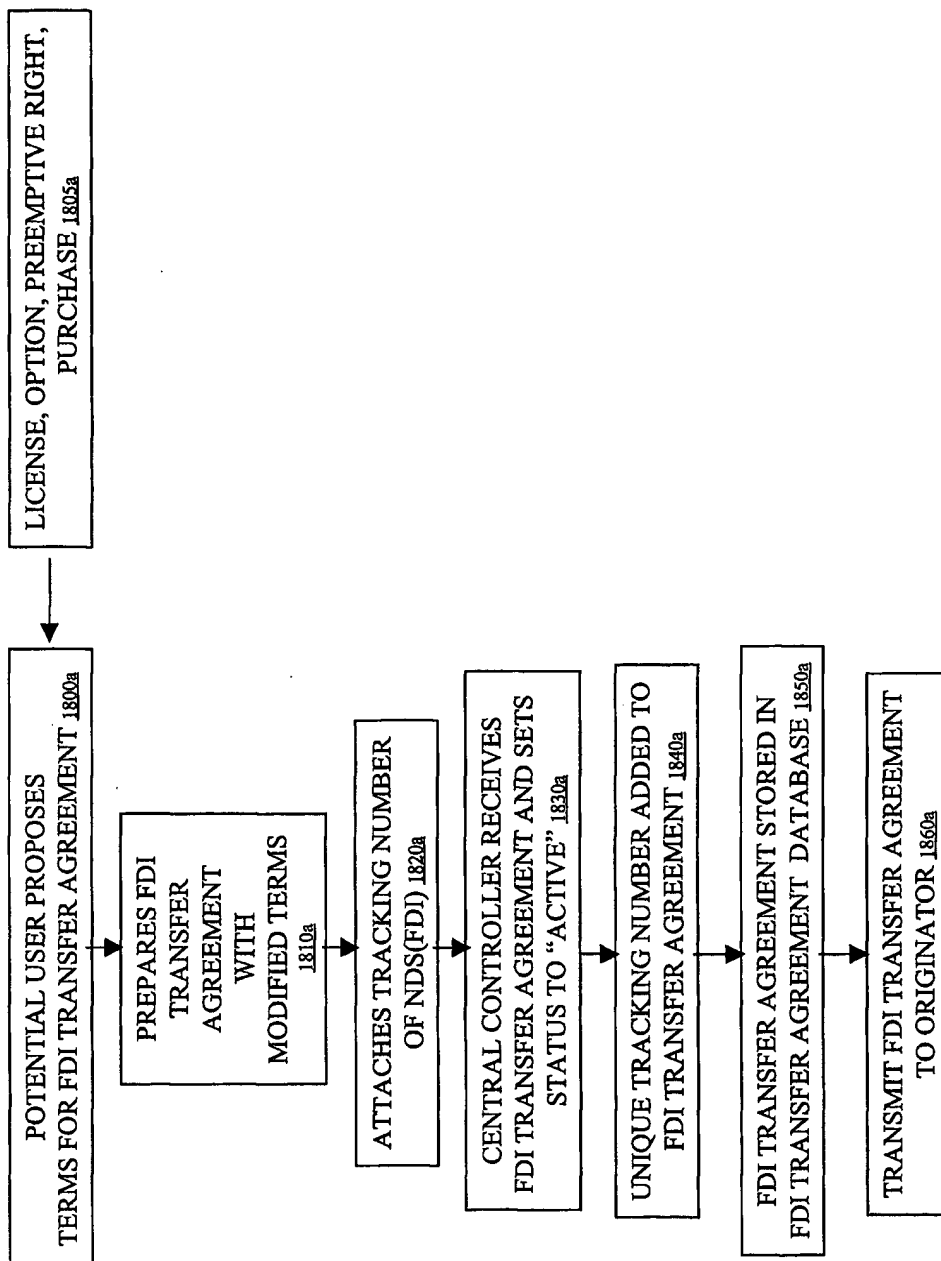 POTENTIAL USER PROPOSES
TERMS FOR FDI TRANSFER AGREEMENT 1800a
LICENSE, OPTION, PREEMPTIVE RIGHT,
PURCHASE 1805a
PREPARES FDI
TRANSFER
AGREEMENT
WITH
MODIFIED TERMS
1810a
ATTACHES TRACKING NUMBER
OF NDS(FDI) 1820a
CENTRAL CONTROLLER RECEIVES
FDI TRANSFER AGREEMENT AND SETS
STATUS TO “ACTIVE” 1830a
UNIQUE TRACKING NUMBER ADDED TO
FDI TRANSFER AGREEMENT 1840a
FDI TRANSFER AGREEMENT STORED IN
FDI TRANSFER AGREEMENT DATABASE 1850a
TRANSMIT FDI TRANSFER AGREEMENT
TO ORIGINATOR 1860a